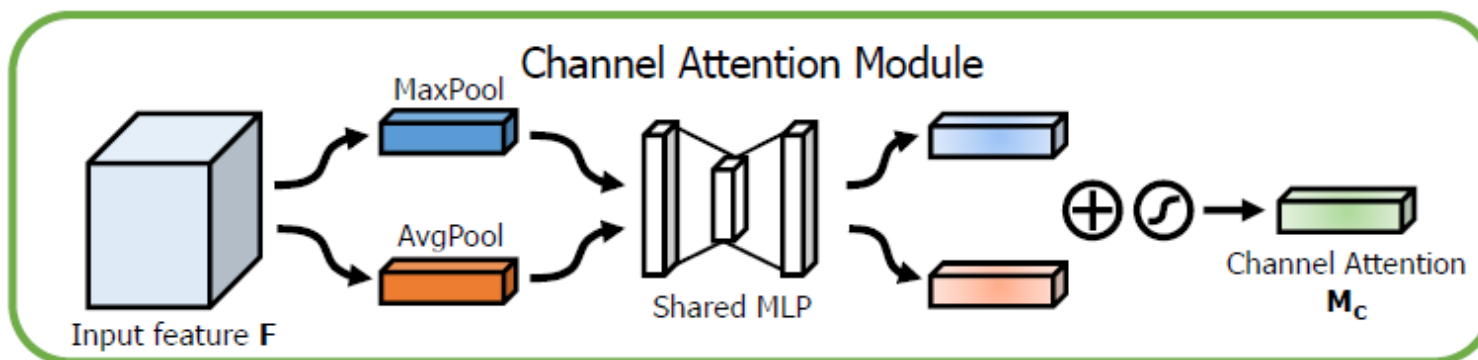 Channel Attention Module
MaxPool
AvgPool
Shared MLP
Input feature F
Channel Attention
Mc